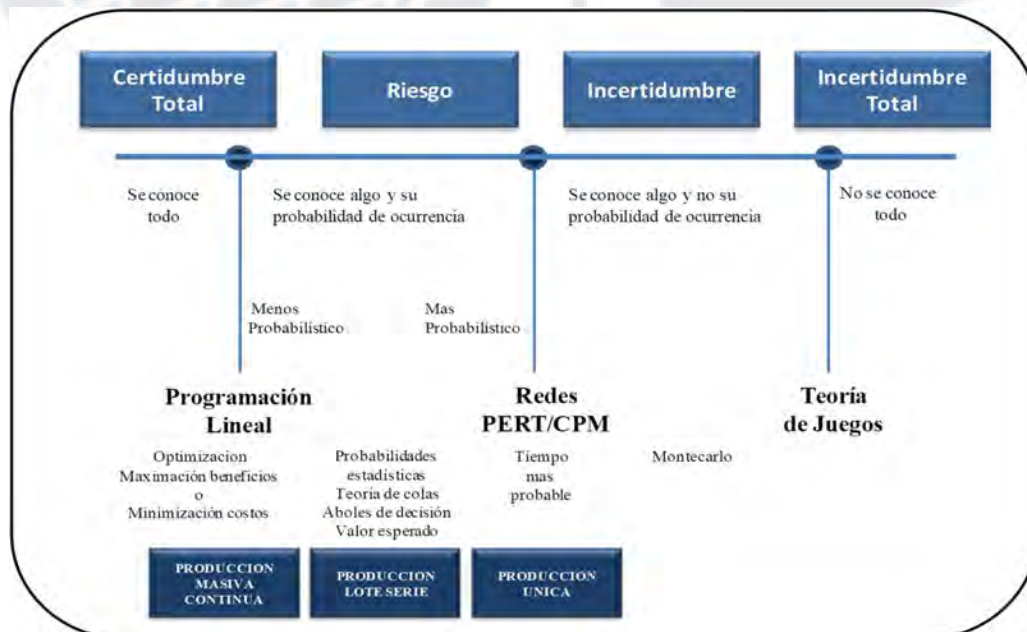 Certidumbre
Total
Riesgo
Incertidumbre
Incertidumbre
Total
Se conoce
todo
Se conoce algo y su
probabilidad de ocurrencia
Se conoce algo y no su
probabilidad de ocurrencia
No se conoce
todo
Menos
Probabilístico
Mas
Probabilístico
Programación
Lineal
Redes
PERT/CPM
Teoría
de Juegos
Optimizacion
Maximación beneficios
o
Minimización costos
Probabilidades
estadísticas
Teoría de colas
Aboles de decisión
Valor esperado
Tiempo
mas
probable
Montecarlo
PRODUCCION
MASIVA
CONTINUA
PRODUCCION
LOTE SERIE
PRODUCCION
UNICA